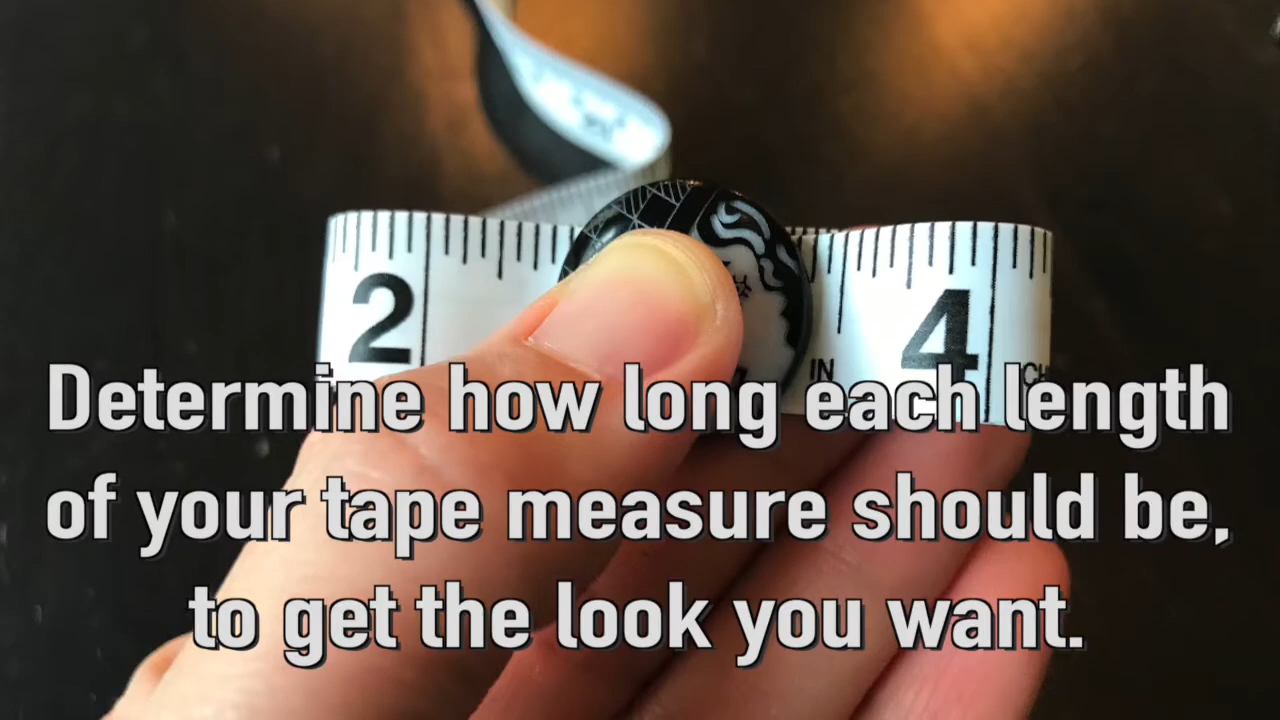 2
4
IN
CH
Determine how long each length
of your tape measure should be,
to get the look you want.